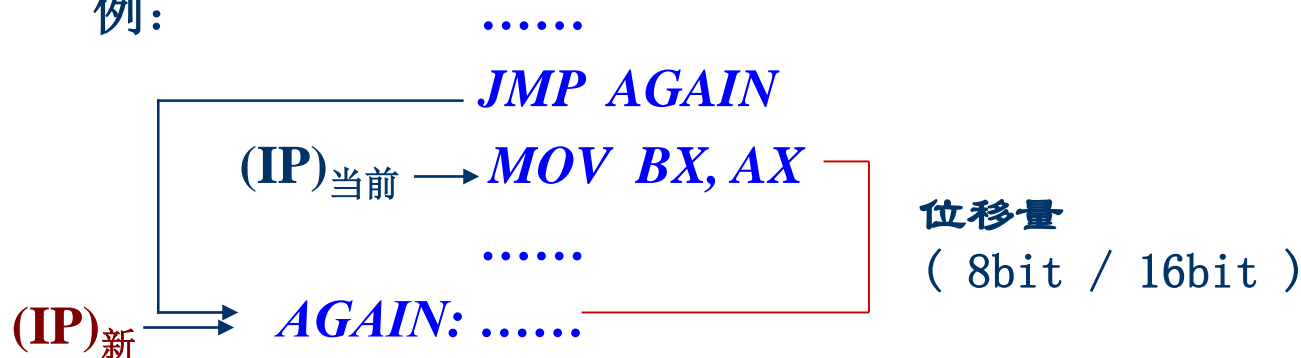 例： ……
JMP AGAIN
(IP)当前 MOV BX, AX
位移量
…… ( 8bit / 16bit )
(IP)新 AGAIN: ……